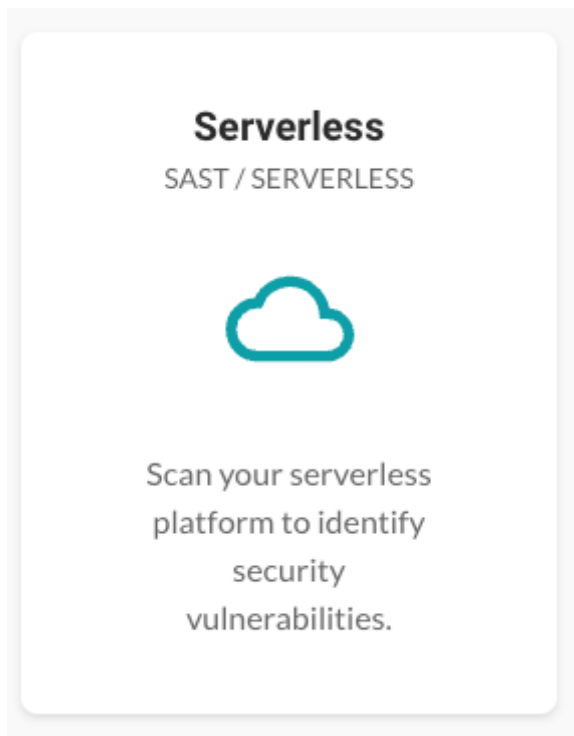 Serverless
SAST / SERVERLESS
Scan your serverless
platform to identify
security
vulnerabilities.